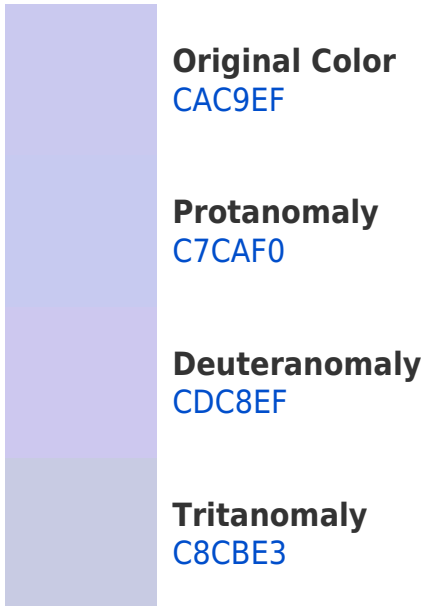 Original Color
CAC9EF
Protanomaly
C7CAF0
Deuteranomaly
CDC8EF
Tritanomaly
C8CBE3